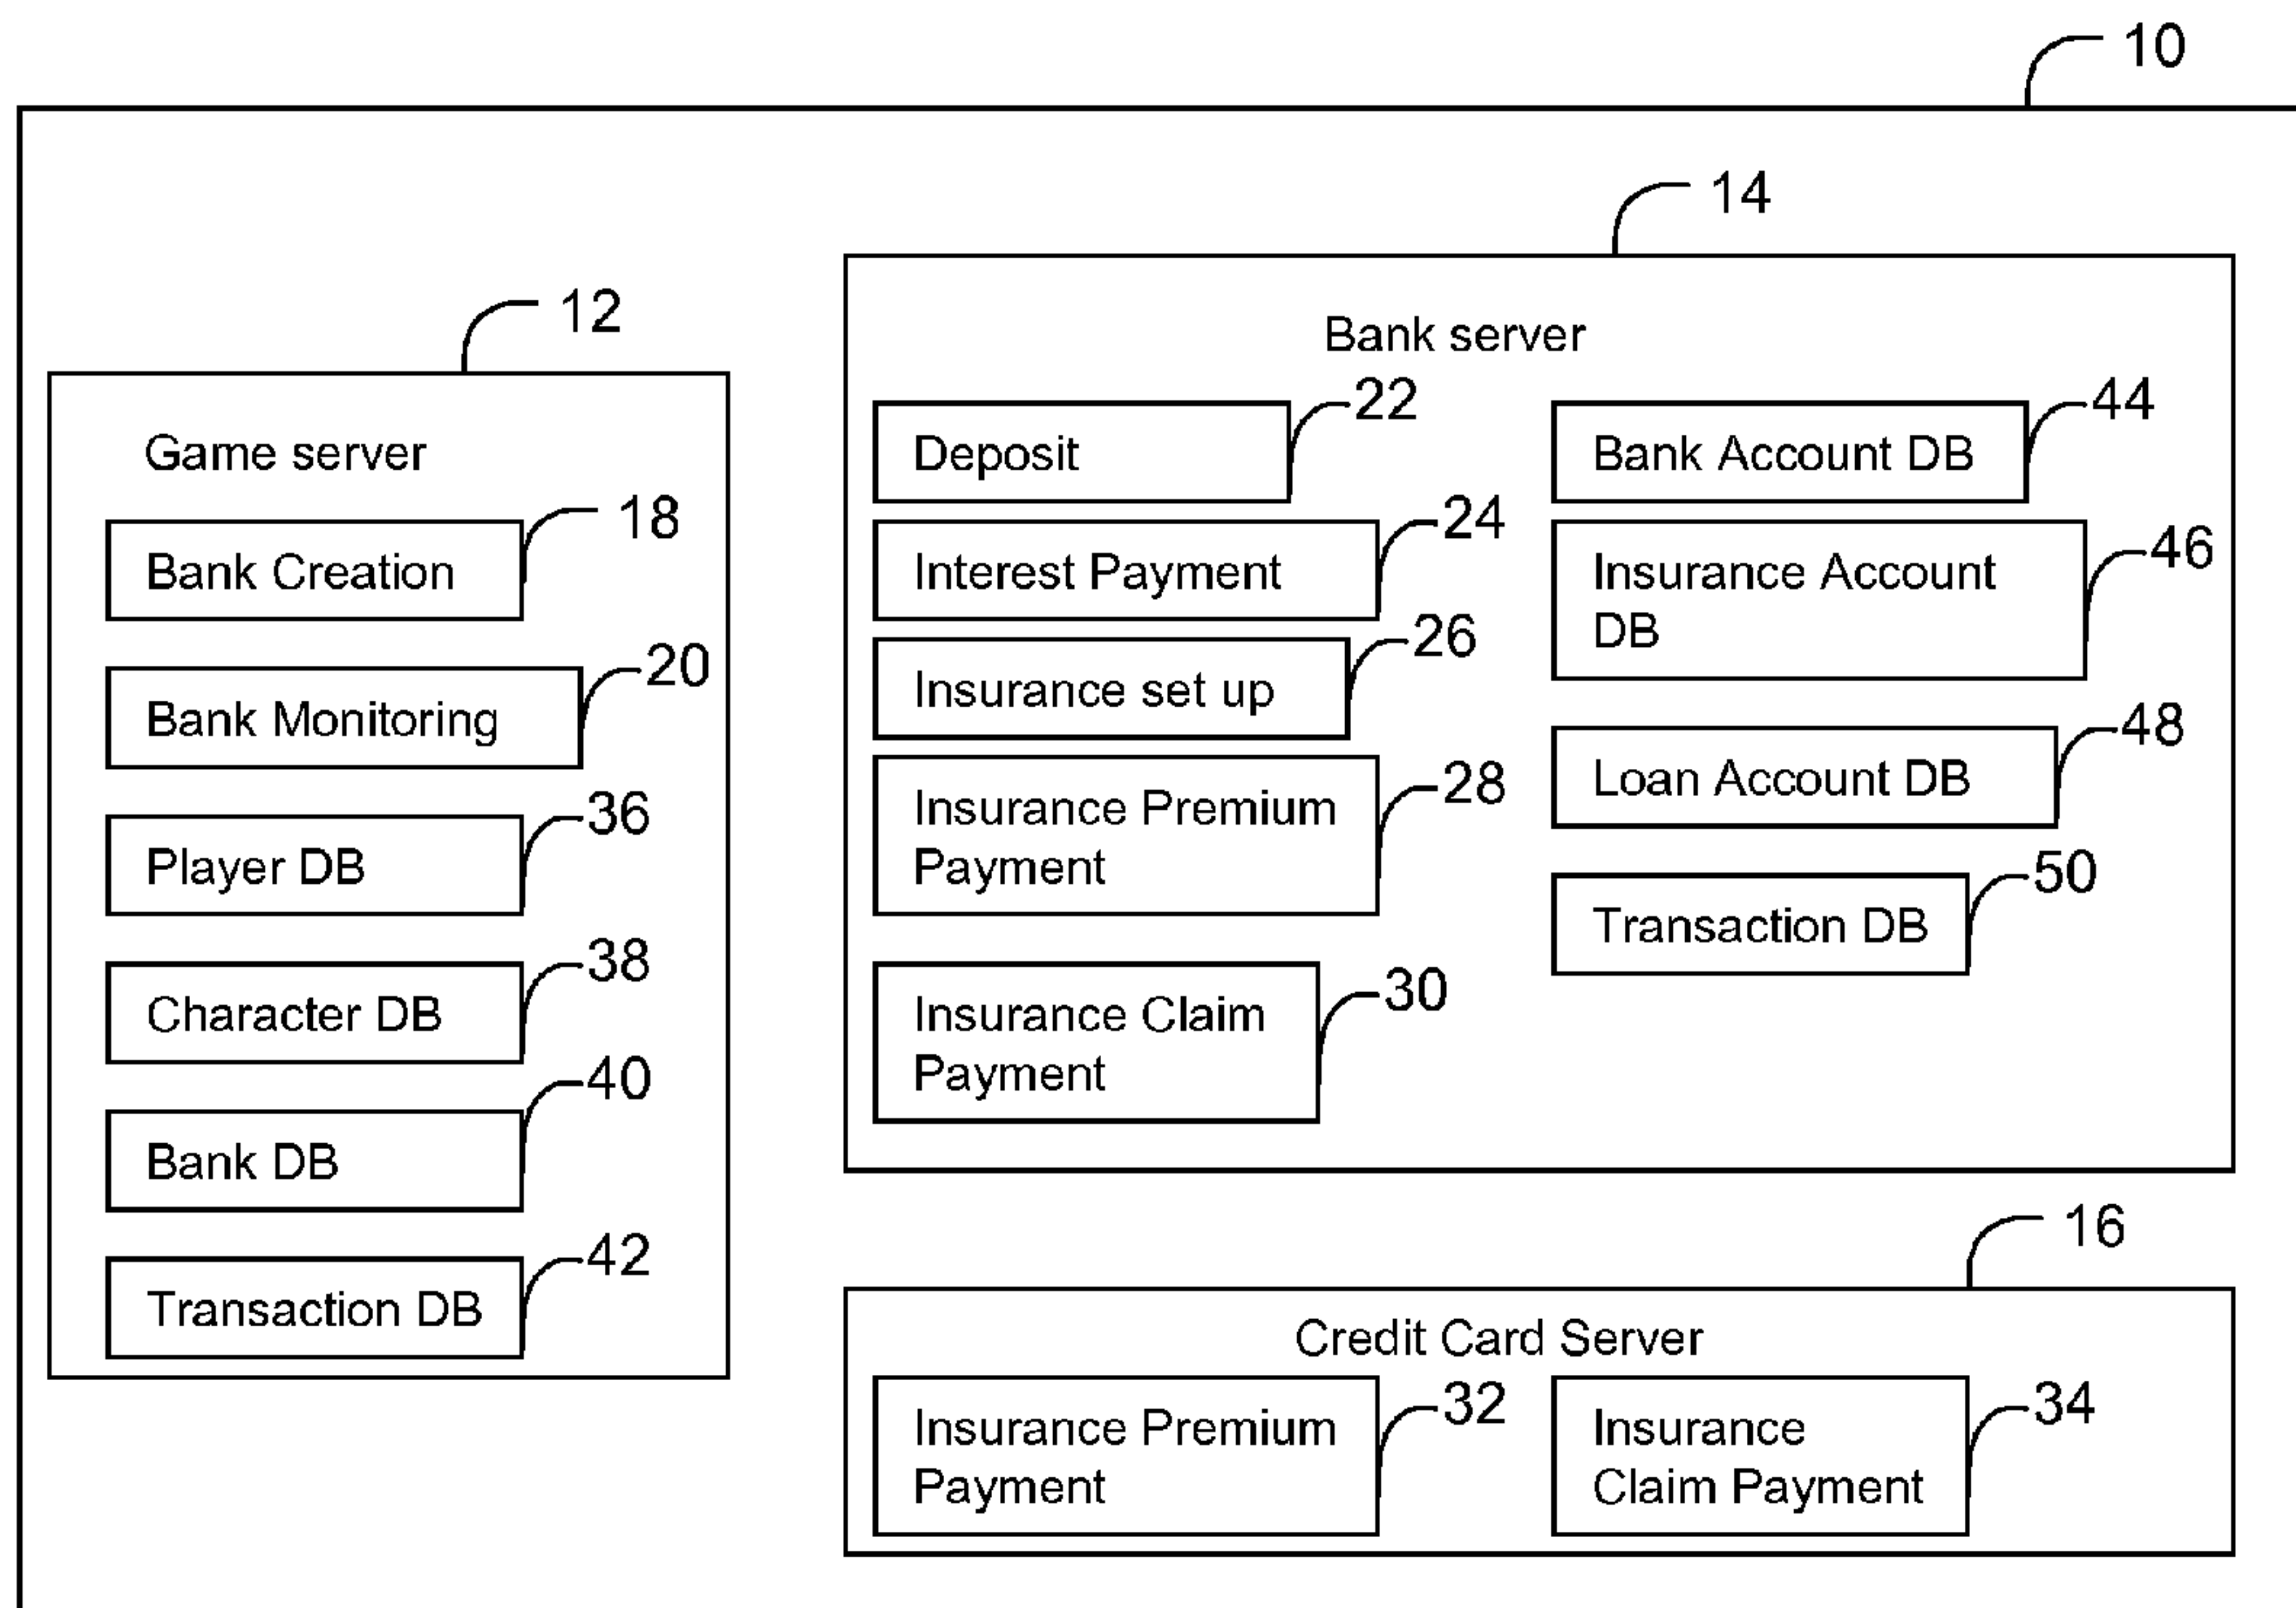 10
14
12
Bank server
Game server
Deposit
22
Bank Account DB
44
Bank Creation
18
Interest Payment
24
Insurance Account
DB
46
Insurance set up
26
Bank Monitoring
20
Insurance Premium
Payment
28
Loan Account DB
48
Player DB
36
Transaction DB
50
Character DB
38
Insurance Claim
Payment
30
Bank DB
40
Transaction DB
42
16
Credit Card Server
Insurance Premium
Payment
32
Insurance
Claim Payment
34